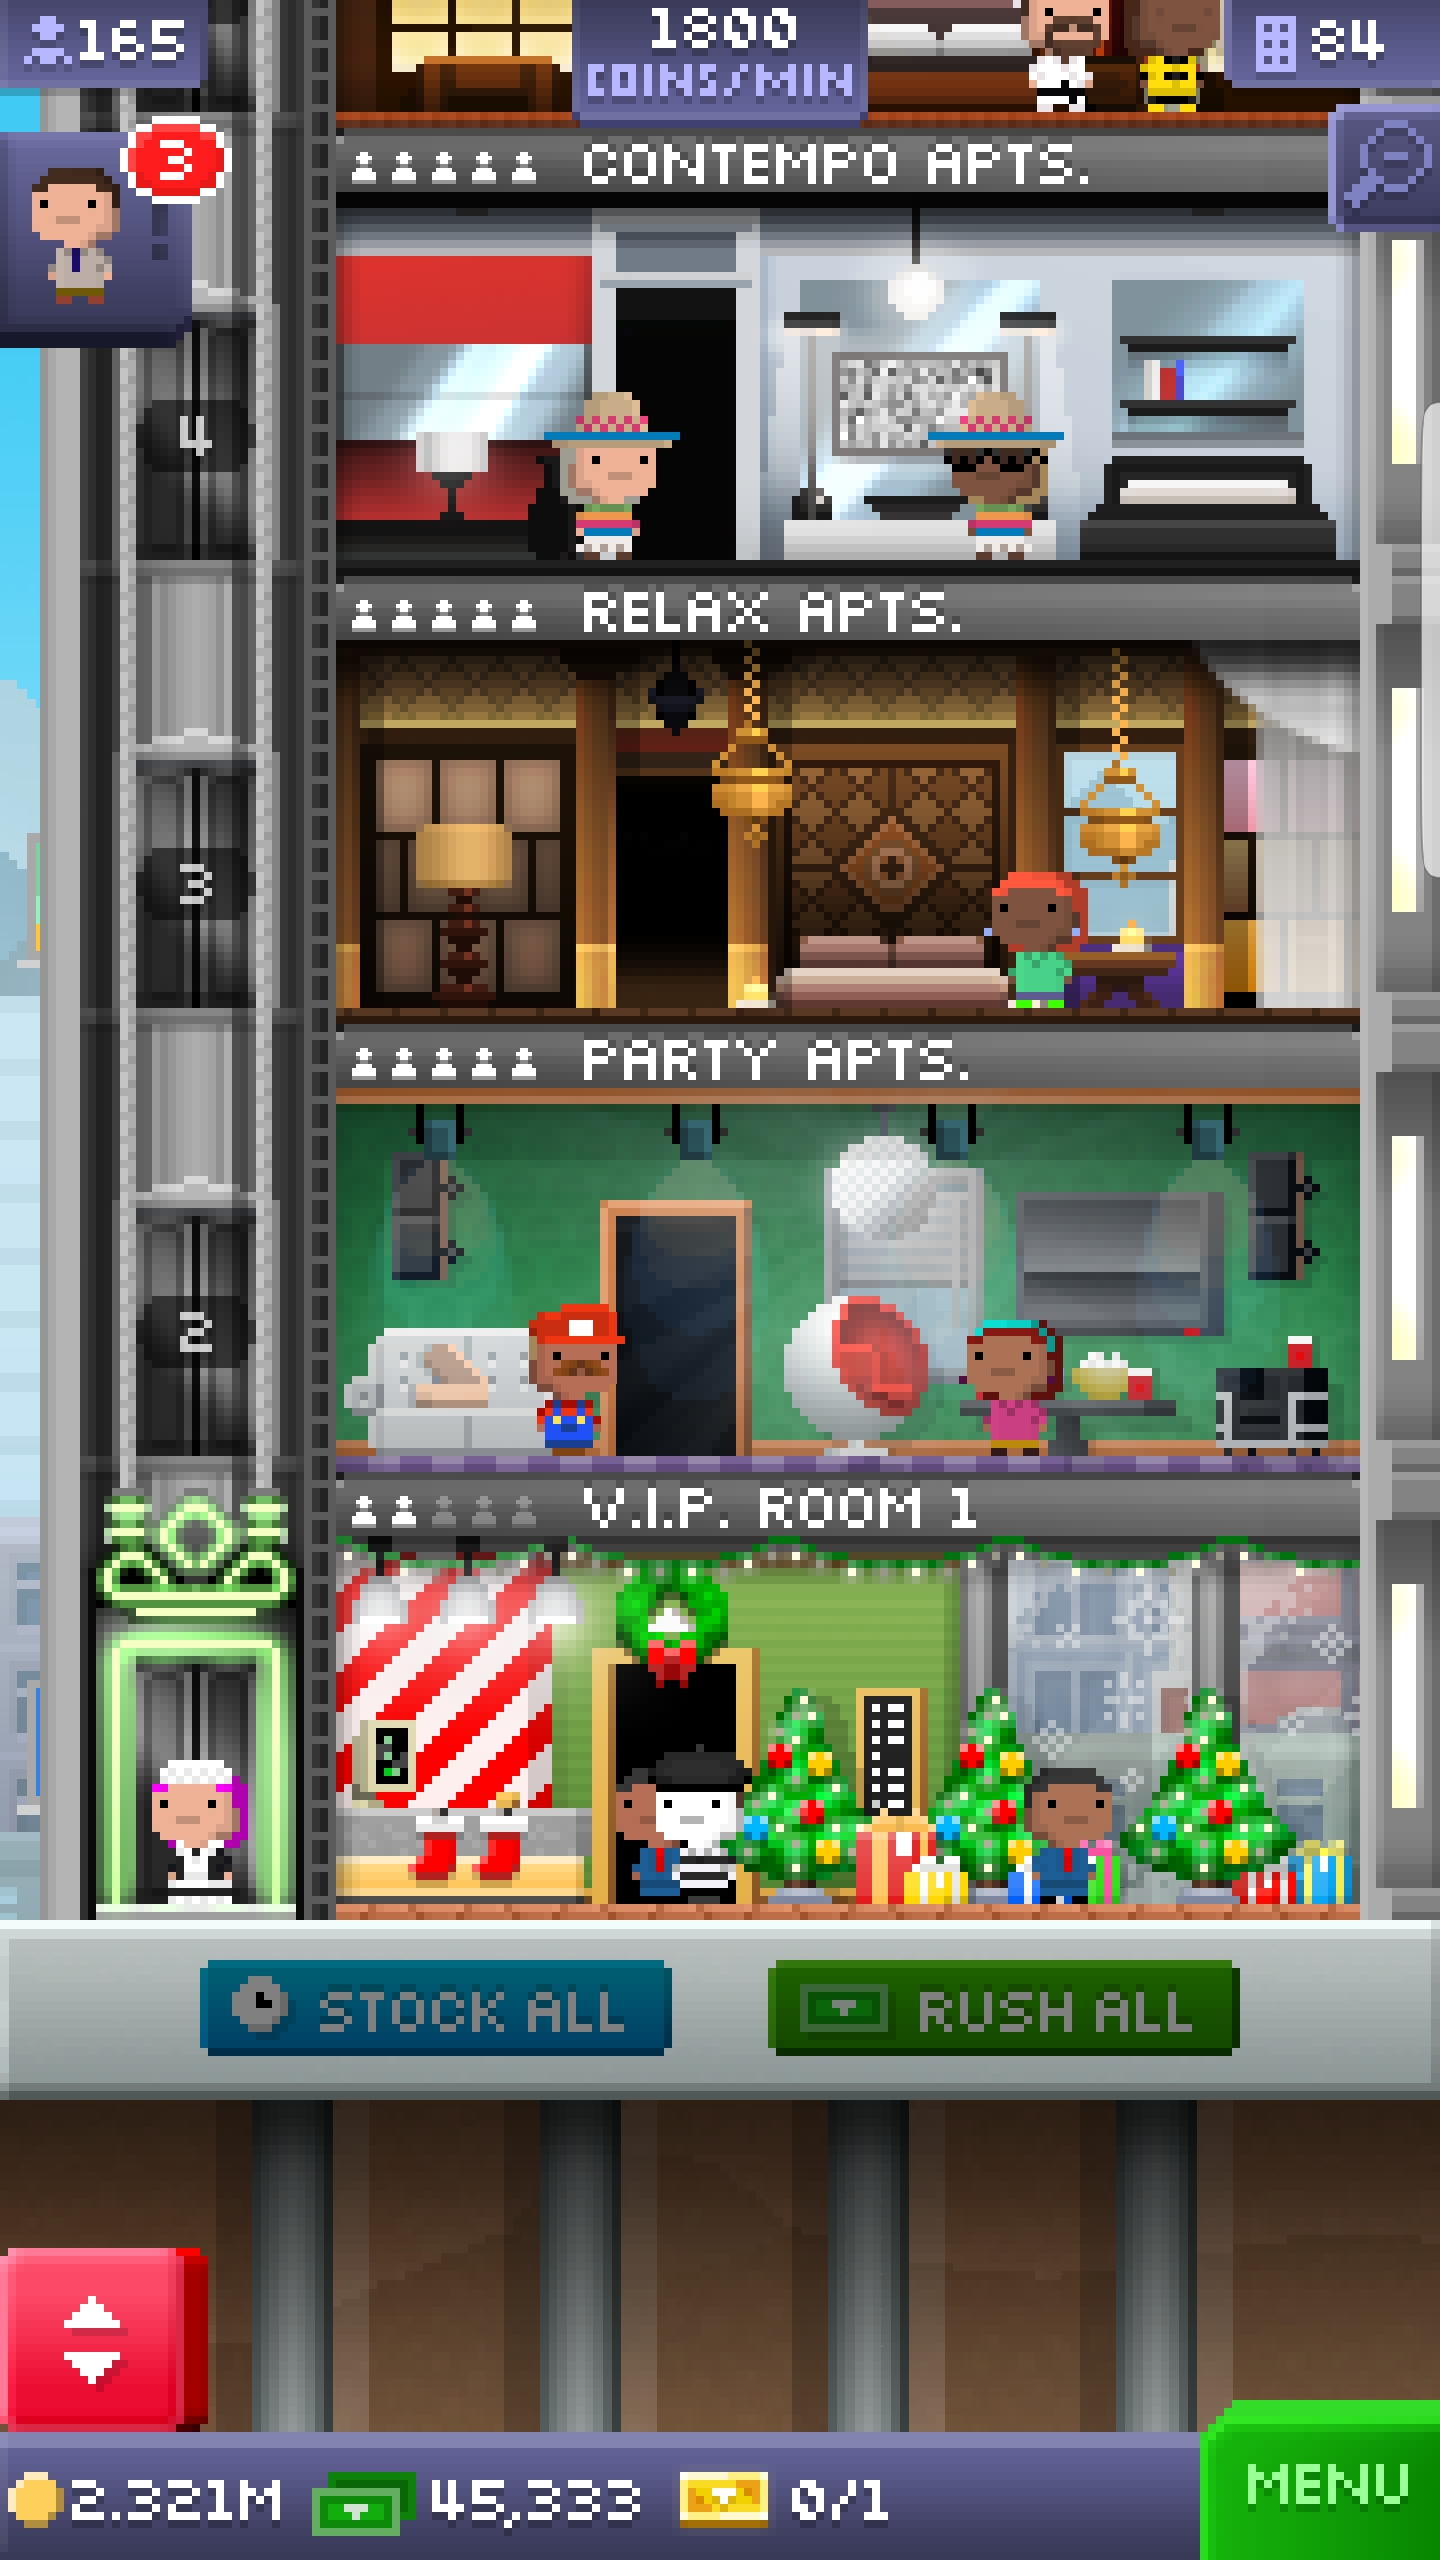 165
1800
COINS/MIN
84
3
CONTEMPO APTS.
4
RELAX APTS.
3
PARTY APTS.
2
V.I.P. ROOM 1
STOCK ALL
RUSH ALL
2.321M
45,333
0/1
MENU